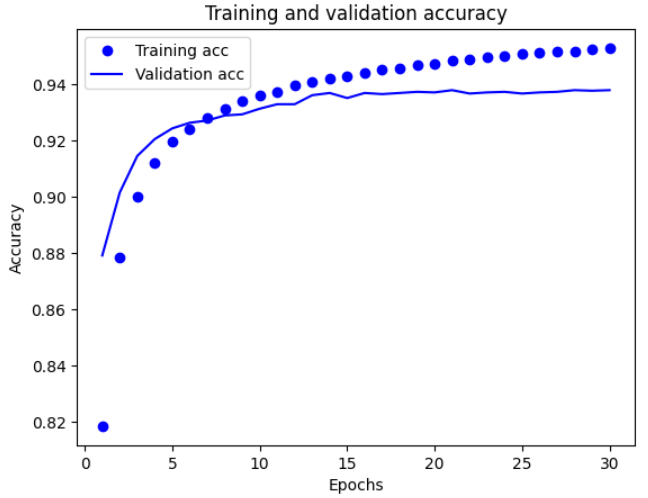 Training and validation accuracy
Training acc
Validation acc
0.94
0.92
0.90
0.88
0.86
0.84
0.82
Accuracy
0 5 10 15 20 25 30
Epochs